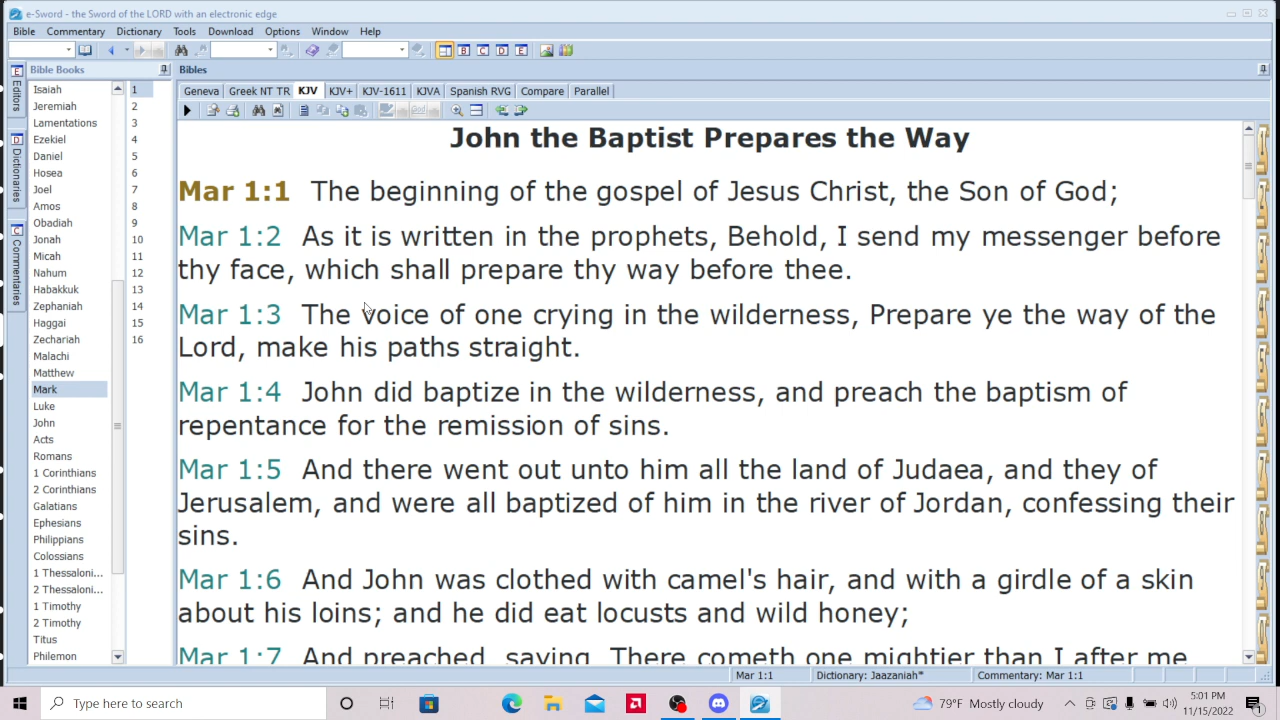 e-Sword - the Sword of the LORD with an electronic edge
Bible Commentary Dictionary Tools Download Options Window Help
Bible Books
Bibles
Editors
Dictionaries
Commentaries
Isaiah
Jeremiah
Lamentations
Ezekiel
Daniel
Hosea
Joel
Amos
Obadiah
Jonah
Micah
Nahum
Habakkuk
Zephaniah
Haggai
Zechariah
Malachi
Matthew
Mark
Luke
John
Acts
Romans
1 Corinthians
2 Corinthians
Galatians
Ephesians
Philippians
Colossians
1 Thessaloni...
2 Thessaloni...
1 Timothy
2 Timothy
Titus
Philemon
1
2
3
4
5
6
7
8
9
10
11
12
13
14
15
16
Geneva Greek NT TR KJV KJV+ KJV-1611 KJVA Spanish RVG Compare Parallel
John the Baptist Prepares the Way
Mar 1:1 The beginning of the gospel of Jesus Christ, the Son of God;
Mar 1:2 As it is written in the prophets, Behold, I send my messenger before
thy face, which shall prepare thy way before thee.
Mar 1:3 The voice of one crying in the wilderness, Prepare ye the way of the
Lord, make his paths straight.
Mar 1:4 John did baptize in the wilderness, and preach the baptism of
repentance for the remission of sins.
Mar 1:5 And there went out unto him all the land of Judaea, and they of
Jerusalem, and were all baptized of him in the river of Jordan, confessing their
sins.
Mar 1:6 And John was clothed with camel's hair, and with a girdle of a skin
about his loins; and he did eat locusts and wild honey;
Mar 1:7 And preached, saying, There cometh one mightier than I after me
Mar 1:1 Dictionary: Jaazaniah* Commentary: Mar 1:1
Type here to search
79°F Mostly cloudy
5:01 PM
11/15/2022